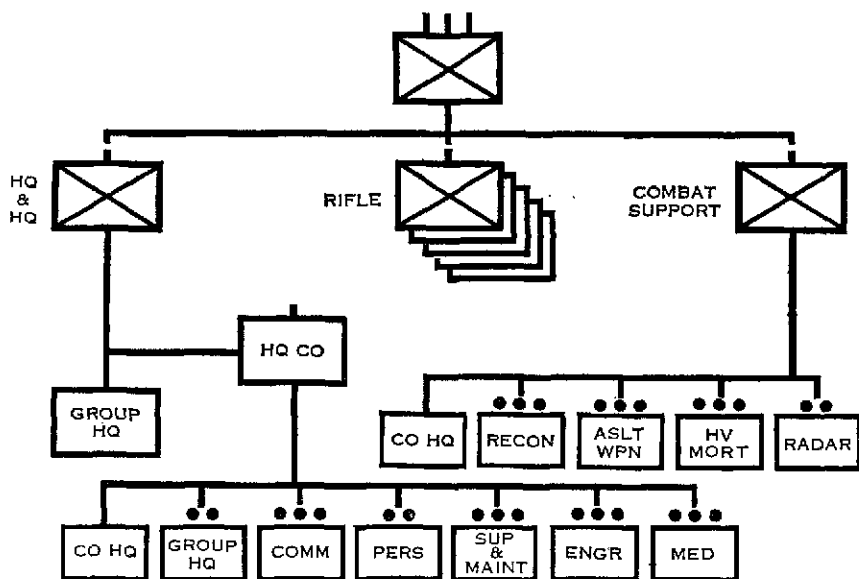 HQ
&
HQ
RIFLE
COMBAT
SUPPORT
HQ CO
GROUP
HQ
CO HQ
RECON
ASLT
WPN
HV
MORT
RADAR
CO HQ
GROUP
HQ
COMM
PERS
SUP
&
MAINT
ENGR
MED